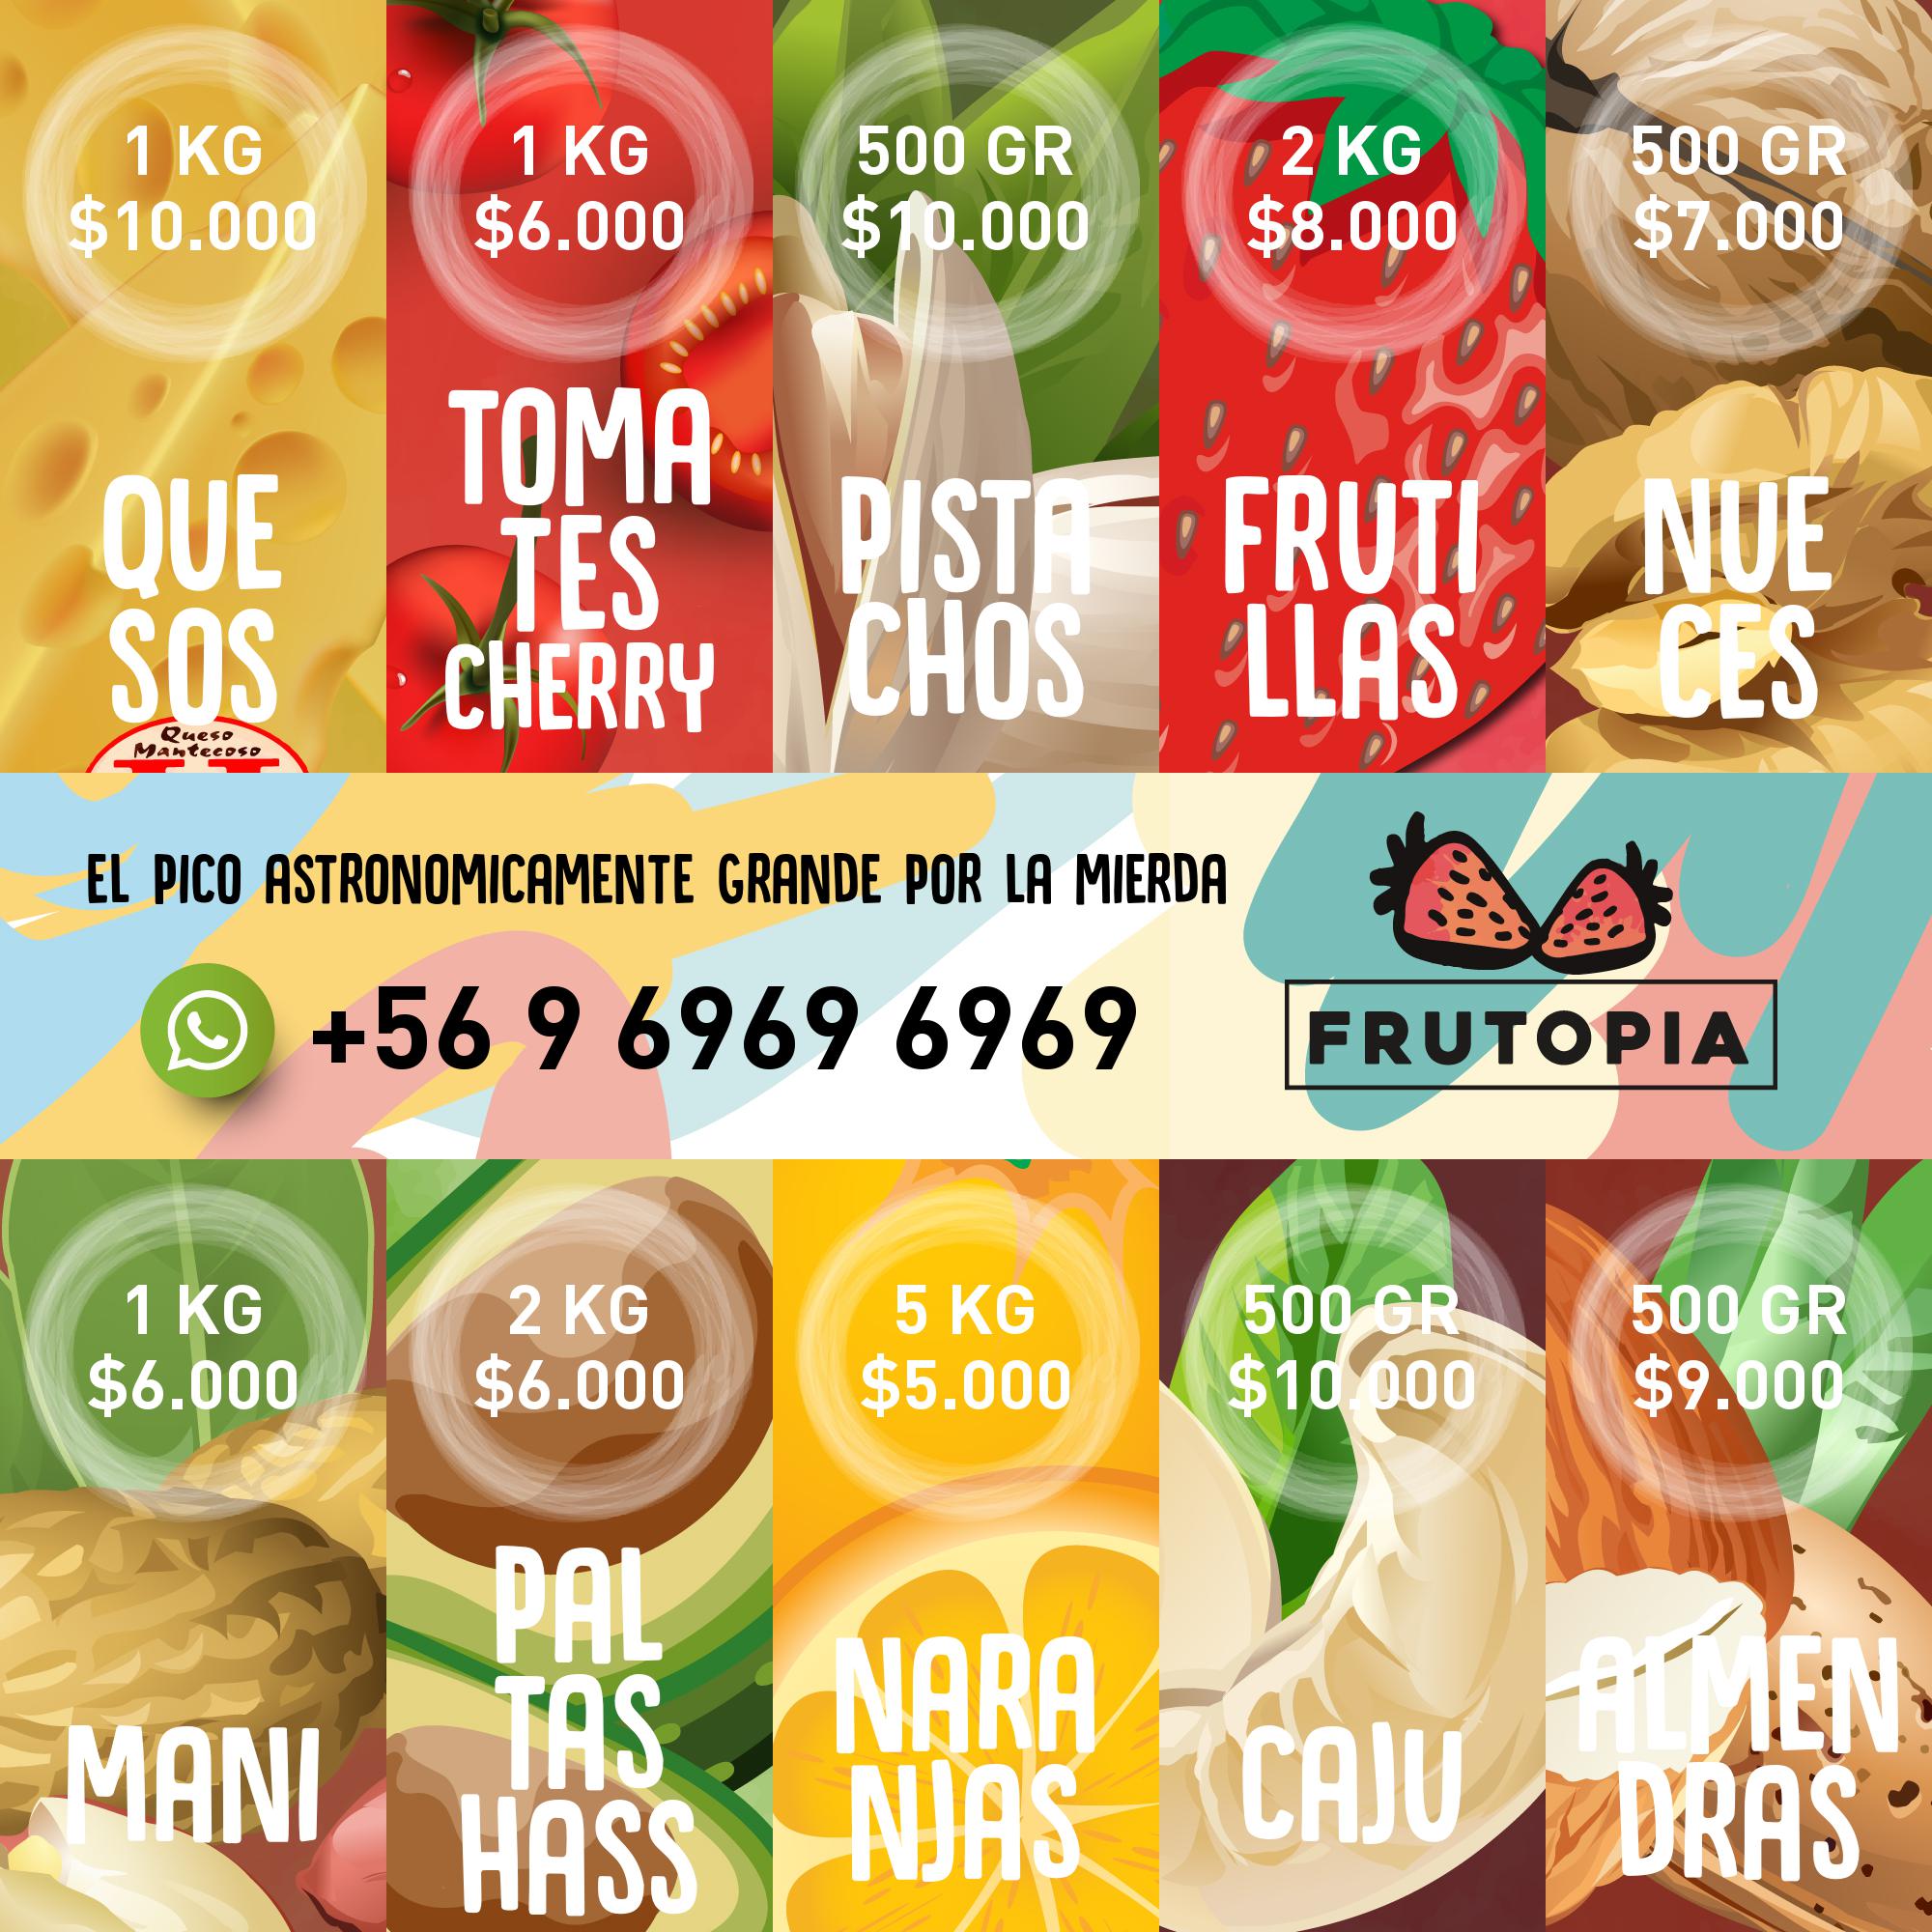 1 KG
$10.000
QUE
SOS
Queso
Mantecoso
1 KG
$6.000
TOMA
TES
CHERRY
500 GR
$10.000
PISTA
CHOS
2 KG
$8.000
FRUTI
LLAS
500 GR
$7.000
NUE
CES
EL PICO ASTRONOMICAMENTE GRANDE POR LA MIERDA
+56 9 6969 6969
FRUTOPIA
1 KG
$6.000
MANI
2 KG
$6.000
PAL
TAS
HASS
5 KG
$5.000
NARA
NJAS
500 GR
$10.000
CAJU
500 GR
$9.000
ALMEN
DRAS